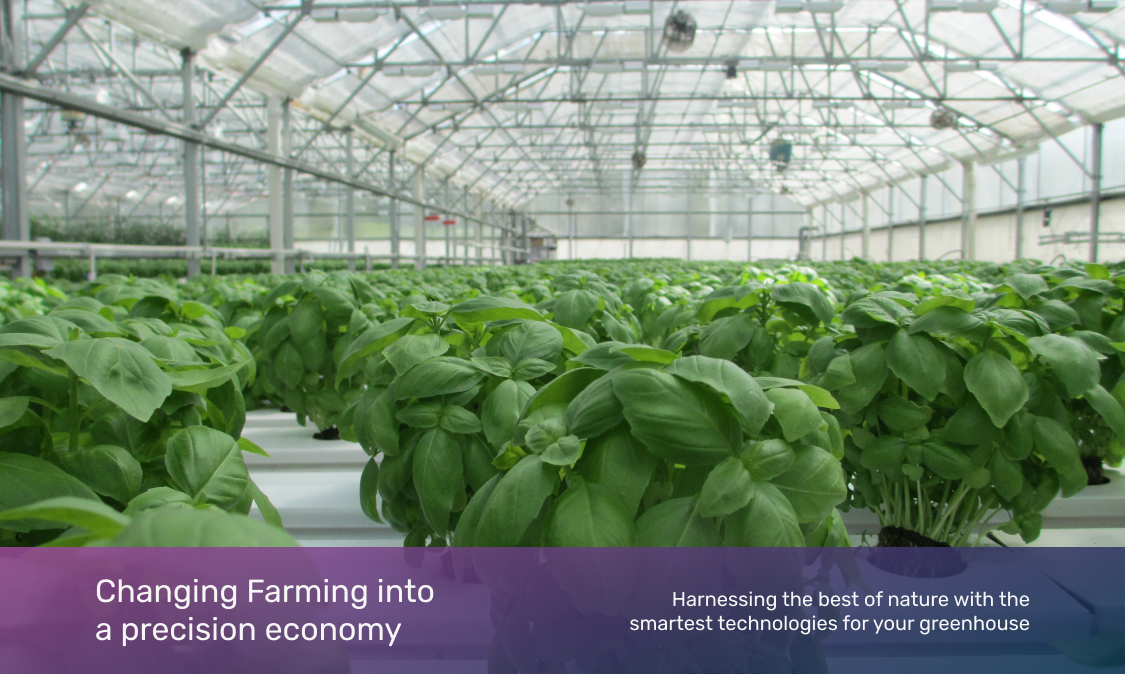 Changing Farming into
a precision economy
Harnessing the best of nature with the
smartest technologies for your greenhouse